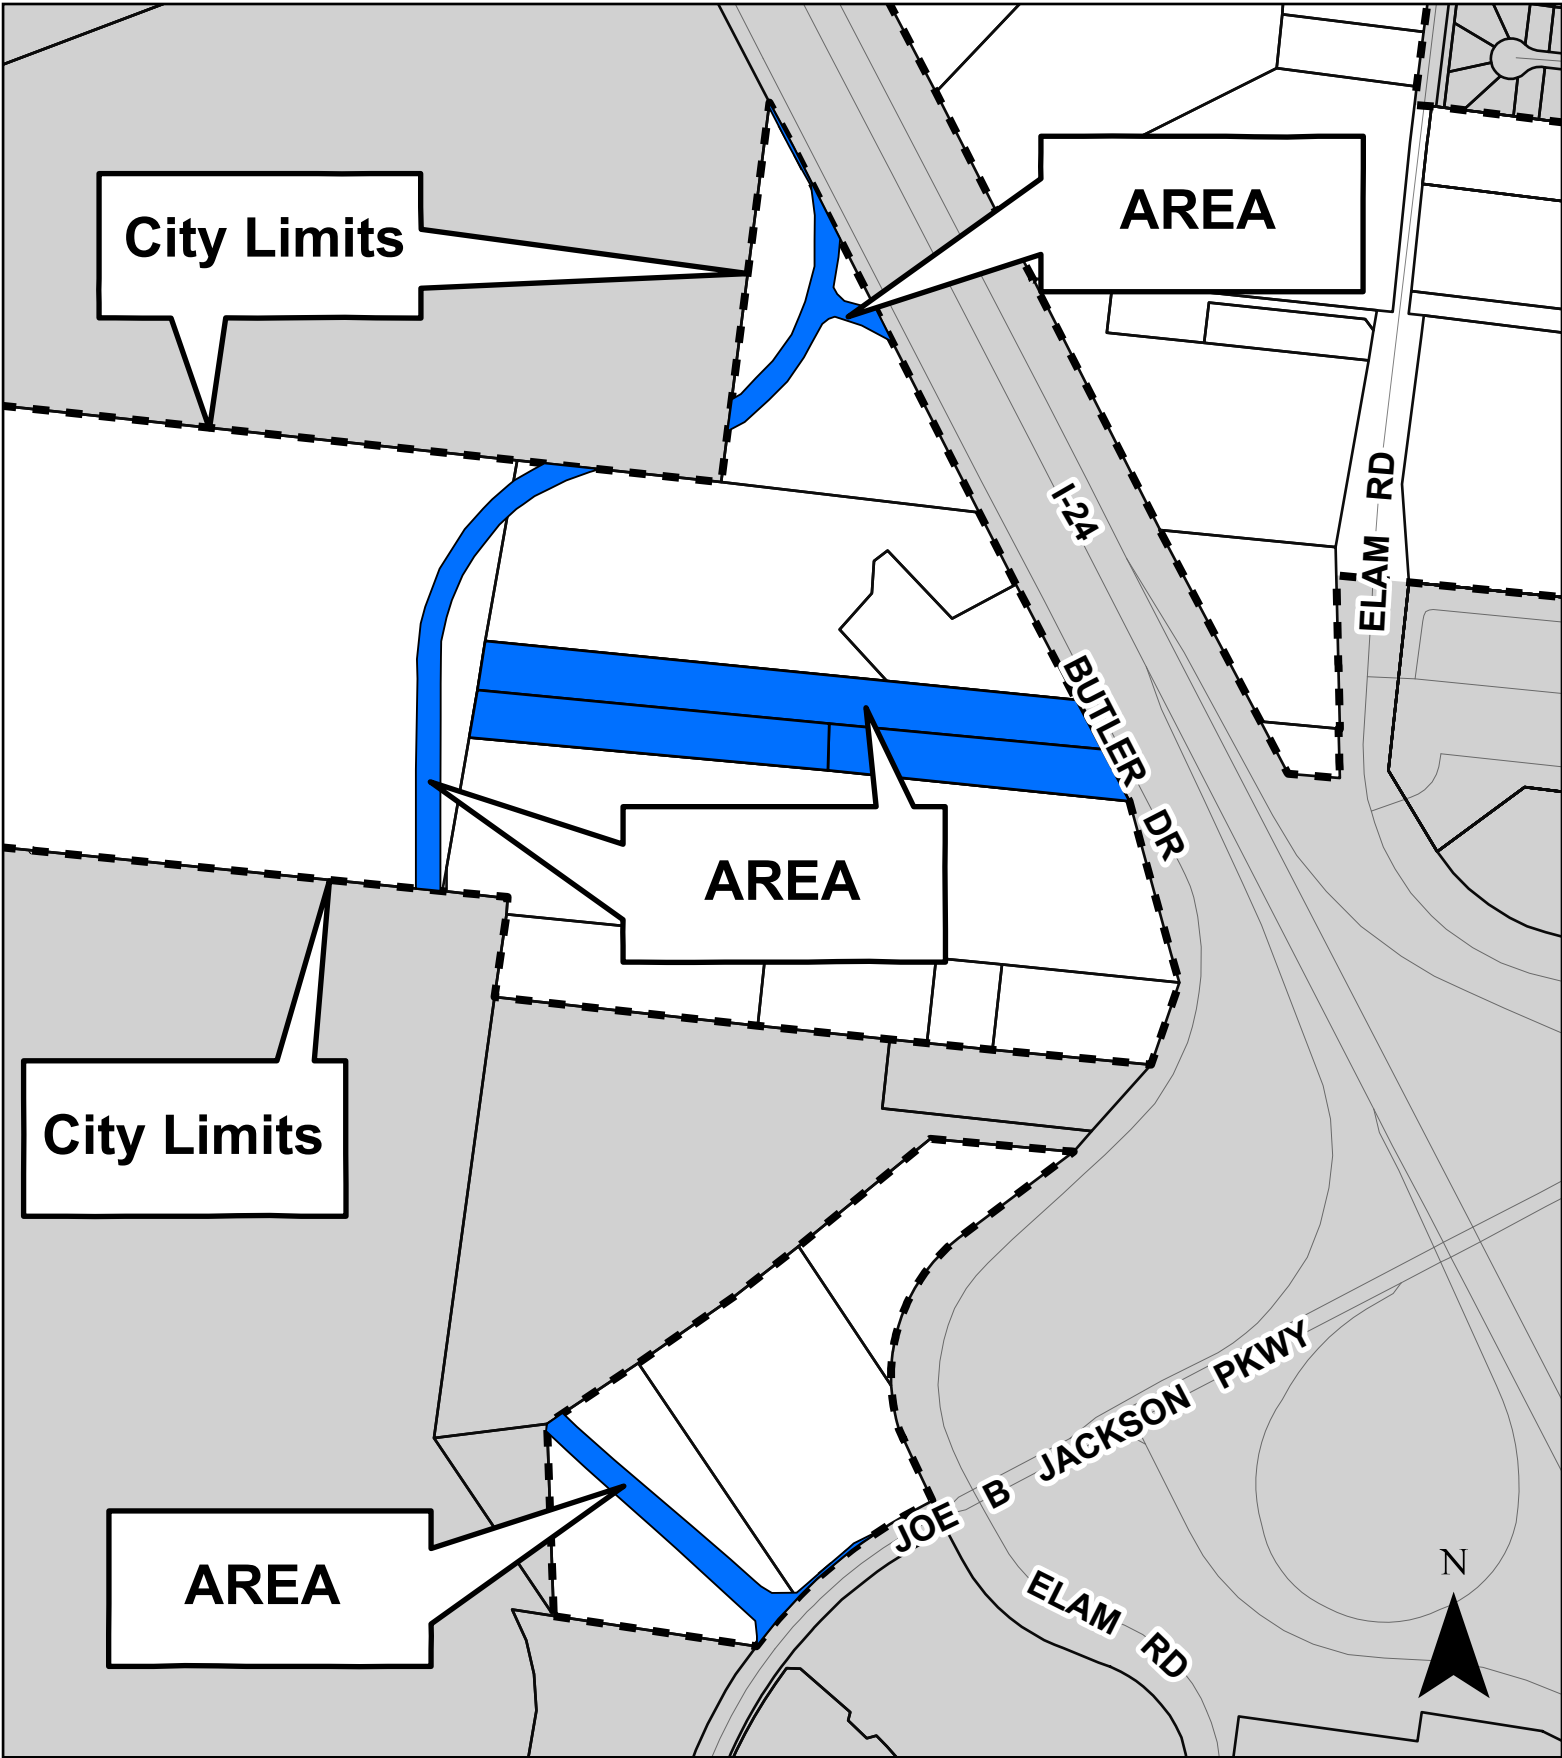 City Limits
AREA
I-24
ELAM RD
BUTLER DR
AREA
City Limits
JOE B JACKSON PKWY
AREA
ELAM RD
N